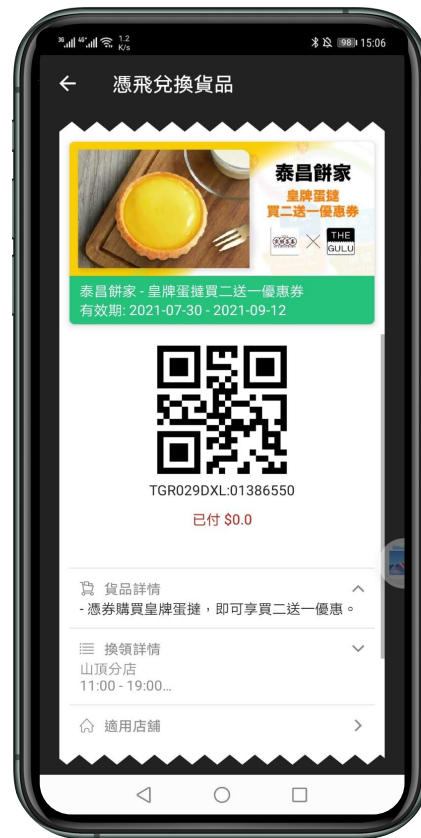 3G 4G 1.2 K/s 98 15:06
憑飛兌換貨品
泰昌餅家
皇牌蛋撻
買二送一優惠券
THE
GULU
泰昌餅家 - 皇牌蛋撻買二送一優惠券
有效期: 2021-07-30 - 2021-09-12
TGR029DXL:01386550
已付 $0.0
貨品詳情
- 憑券購買皇牌蛋撻,即可享買二送一優惠。
換領詳情
山頂分店
11:00 - 19:00...
適用店舖